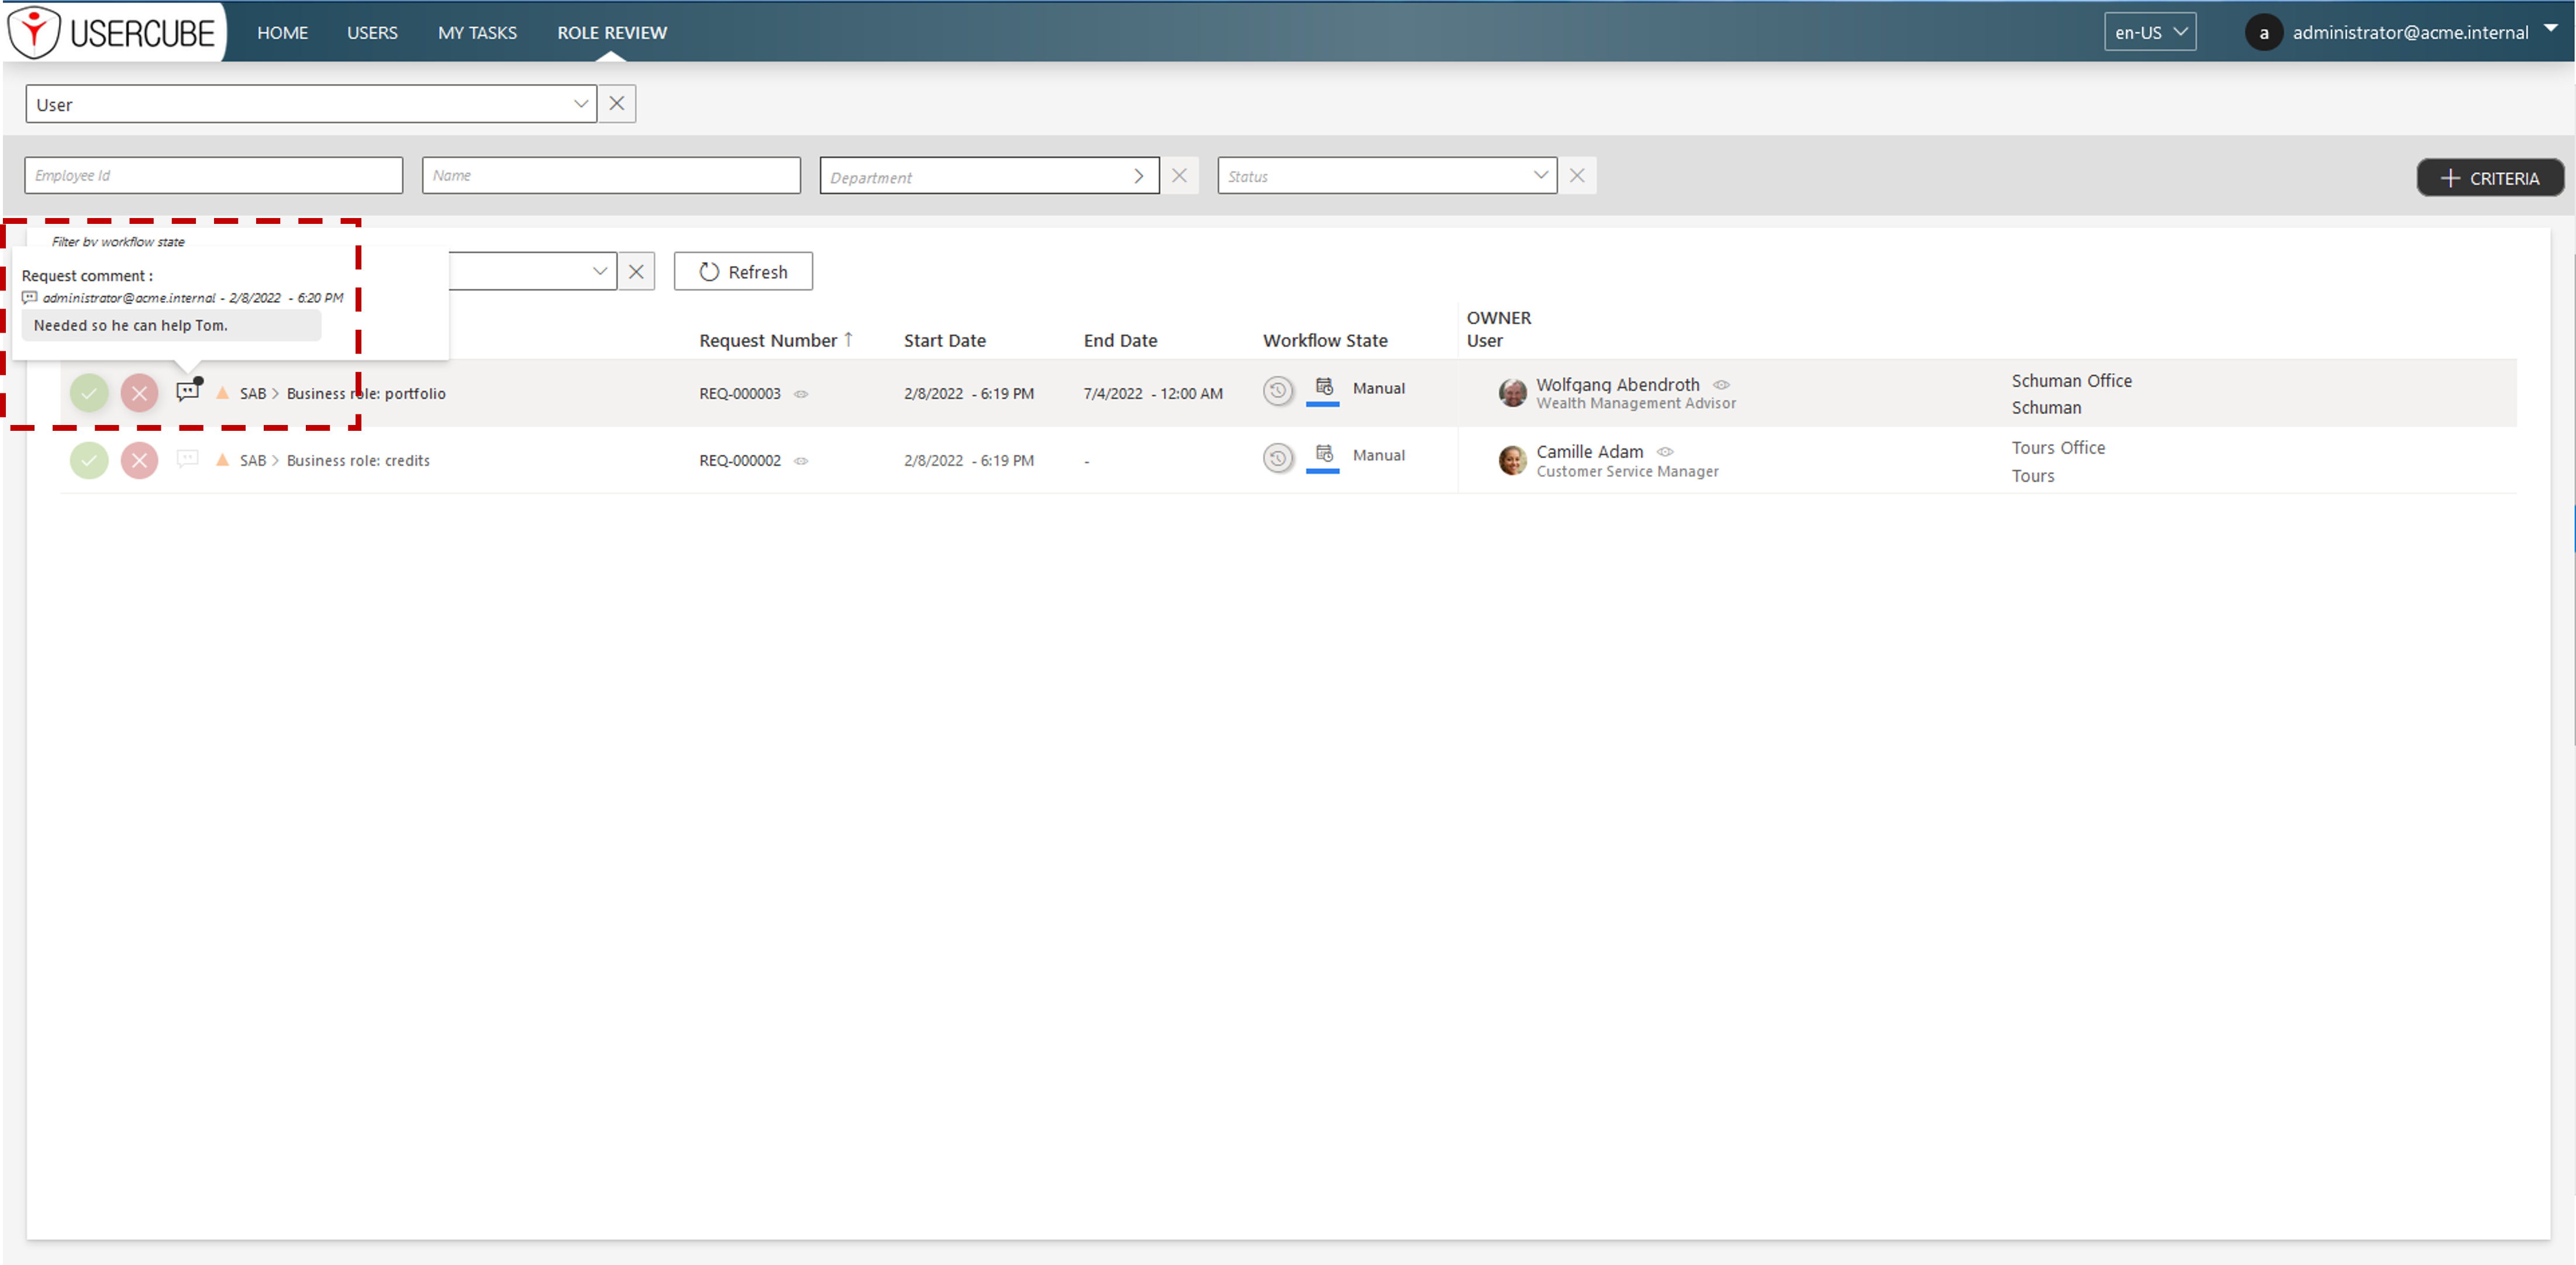 USERCUBE HOME USERS MY TASKS ROLE REVIEW en-US a administrator@acme.internal
User
Employee Id Name Department Status CRITERIA
Filter by workflow state
Request comment :
administrator@acme.internal - 2/8/2022 - 6:20 PM
Needed so he can help Tom.
Refresh
OWNER
Request Number ↑ Start Date End Date Workflow State User
SAB > Business role: portfolio REQ-000003 2/8/2022 - 6:19 PM 7/4/2022 - 12:00 AM Manual Wolfgang Abendroth Schuman Office
Wealth Management Advisor Schuman
SAB > Business role: credits REQ-000002 2/8/2022 - 6:19 PM - Manual Camille Adam Tours Office
Customer Service Manager Tours